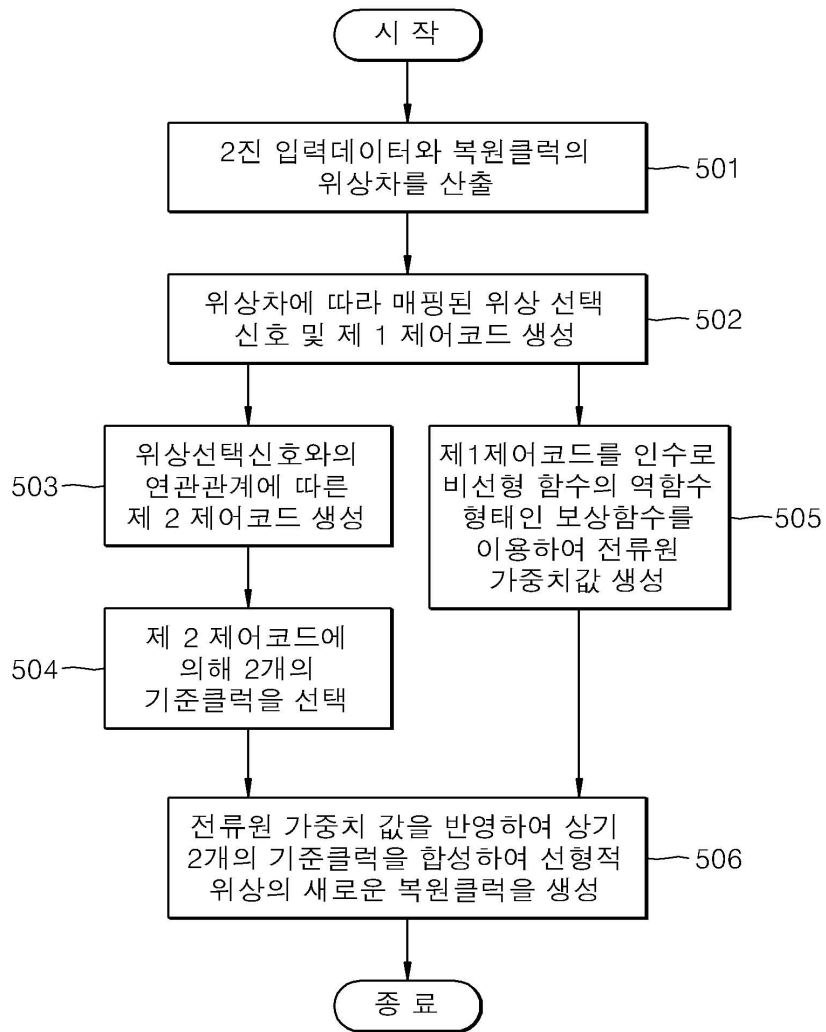 시 작
2진 입력데이터와 복원클럭의
위상차를 산출
501
위상차에 따라 매핑된 위상 선택
신호 및 제 1 제어코드 생성
502
위상선택신호와의
연관관계에 따른
제 2 제어코드 생성
503
제 2 제어코드에
의해 2개의
기준클럭을 선택
504
제1제어코드를 인수로
비선형 함수의 역함수
형태인 보상함수를
이용하여 전류원
가중치값 생성
505
전류원 가중치 값을 반영하여 상기
2개의 기준클럭을 합성하여 선형적
위상의 새로운 복원클럭을 생성
506
종 료